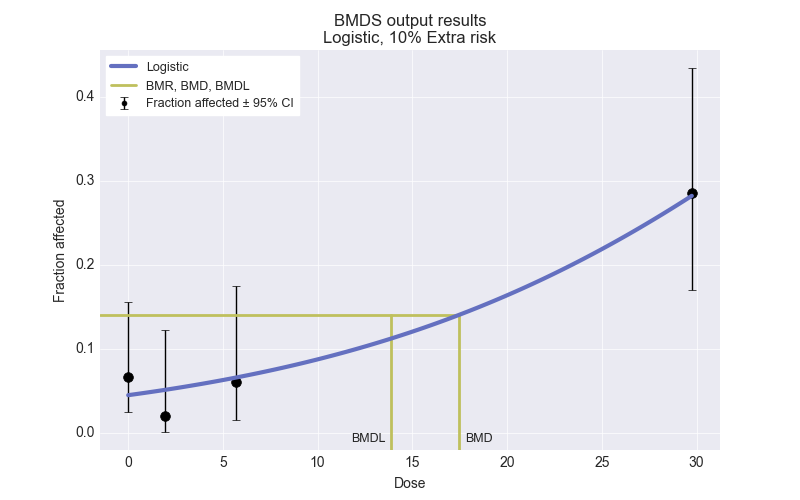 BMDS output results
Logistic, 10% Extra risk
Logistic
BMR, BMD, BMDL
Fraction affected ± 95% CI
Fraction affected
0.4
0.3
0.2
0.1
0.0
BMDL
BMD
0
5
10
15
20
25
30
Dose